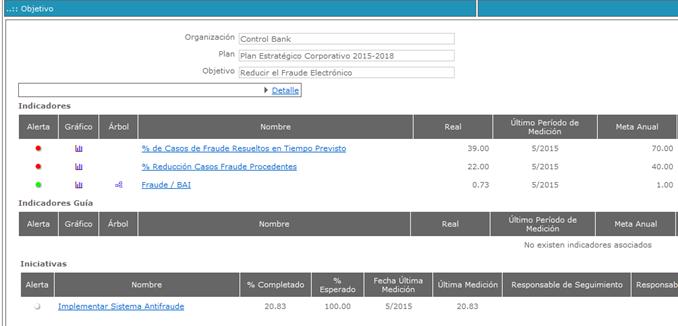 ..:: Objetivo
Organización Control Bank
Plan Plan Estratégico Corporativo 2015-2018
Objetivo Reducir el Fraude Electrónico
Detalle
Indicadores
Alerta Gráfico Árbol Nombre Real Último Período de Medición Meta Anual
% de Casos de Fraude Resueltos en Tiempo Previsto 39.00 5/2015 70.00
% Reducción Casos Fraude Procedentes 22.00 5/2015 40.00
Fraude / BAI 0.73 5/2015 1.00
Indicadores Guía
Alerta Gráfico Árbol Nombre Real Último Período de Medición Meta Anual
No existen indicadores asociados
Iniciativas
Alerta Nombre % Completado % Esperado Fecha Última Medición Última Medición Responsable de Seguimiento Responsab
Implementar Sistema Antifraude 20.83 100.00 5/2015 20.83